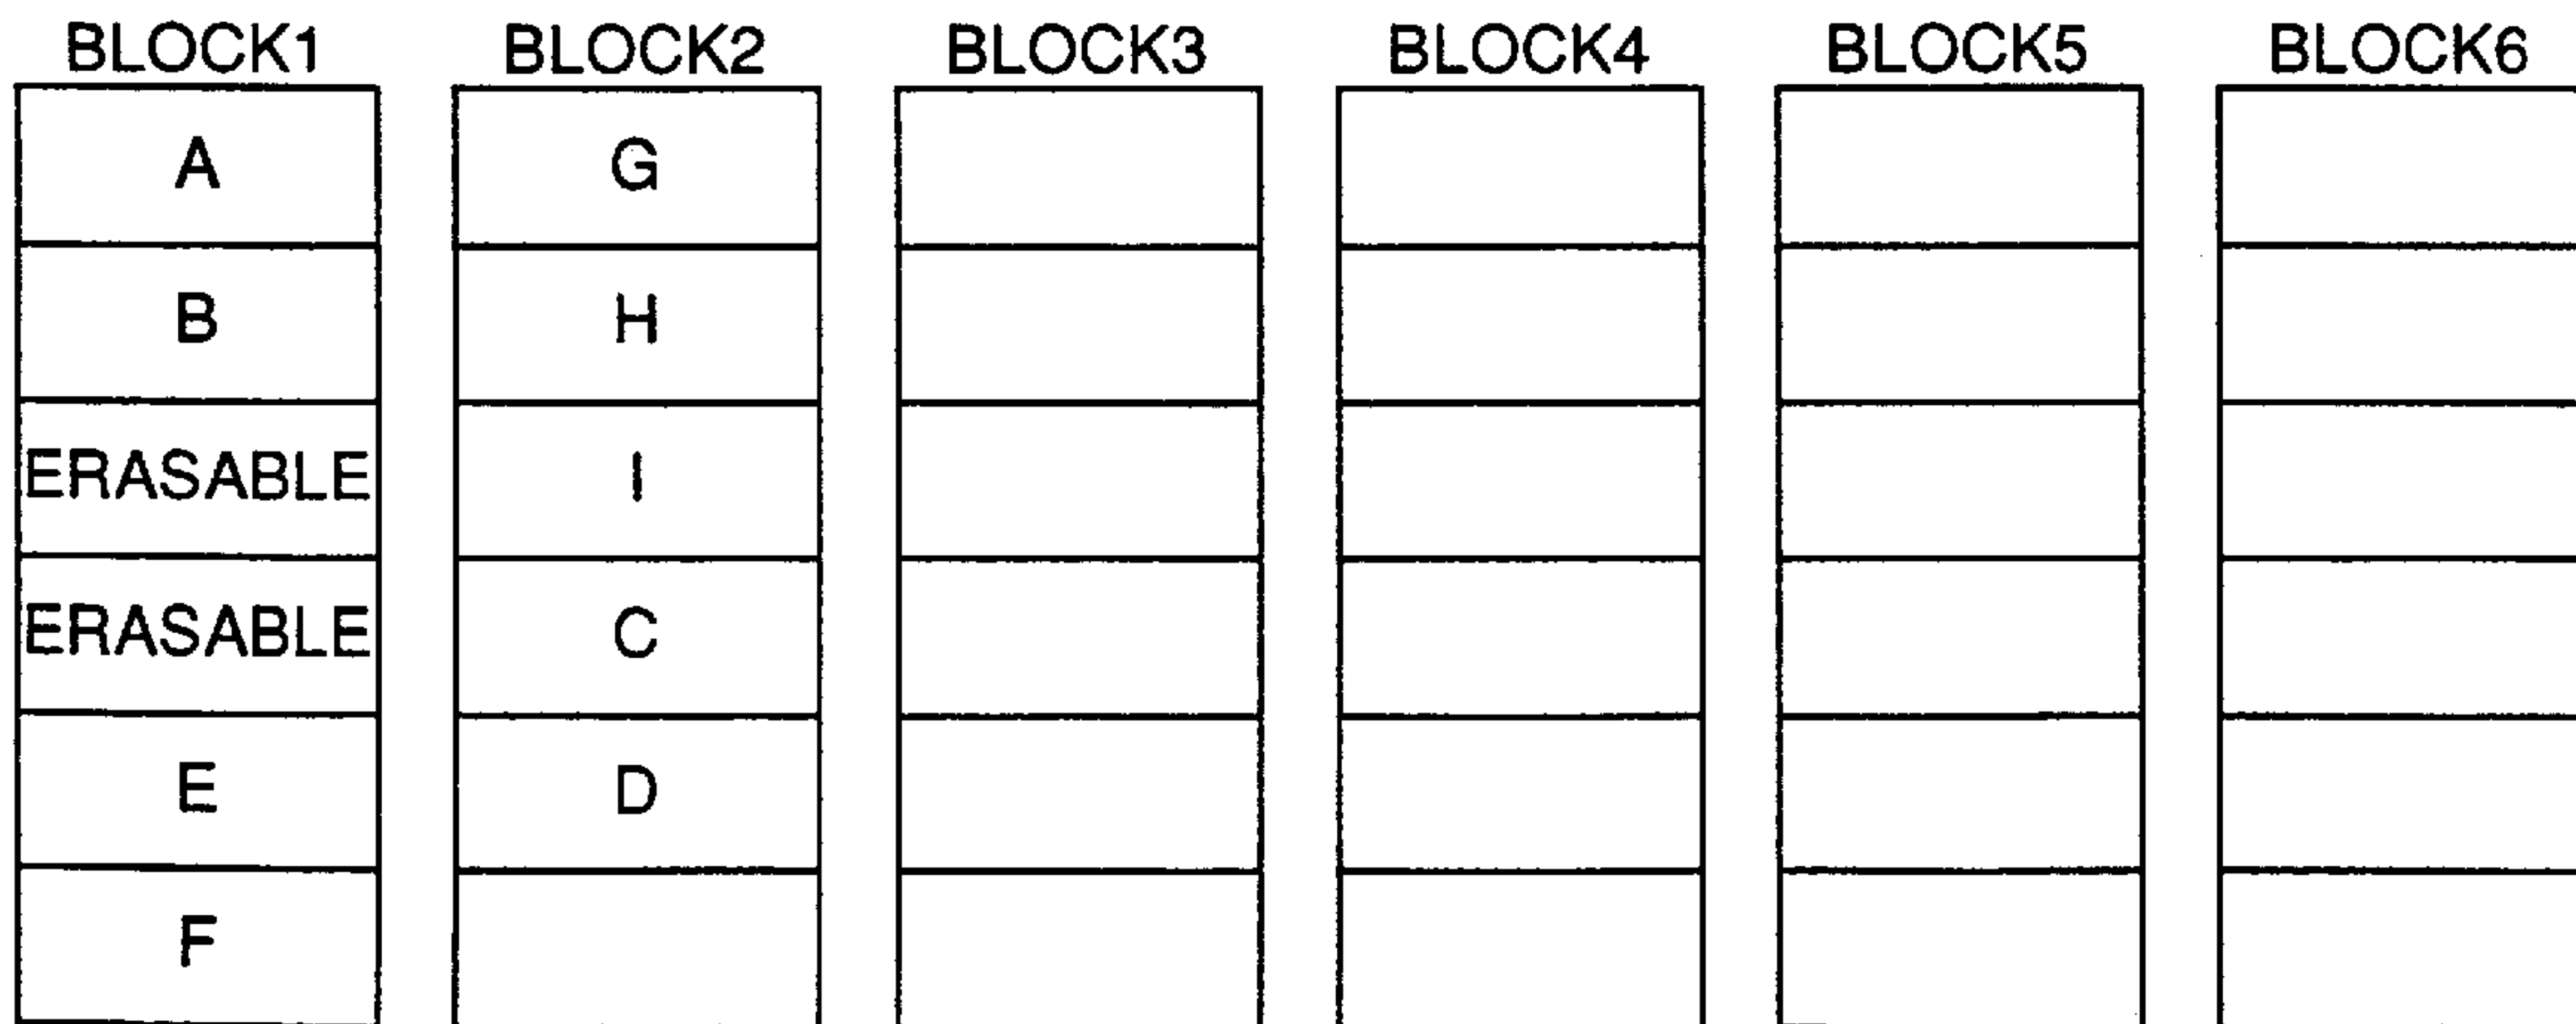 BLOCK1 BLOCK2 BLOCK3 BLOCK4 BLOCK5 BLOCK6
A G
B H
ERASABLE I
ERASABLE C
E D
F